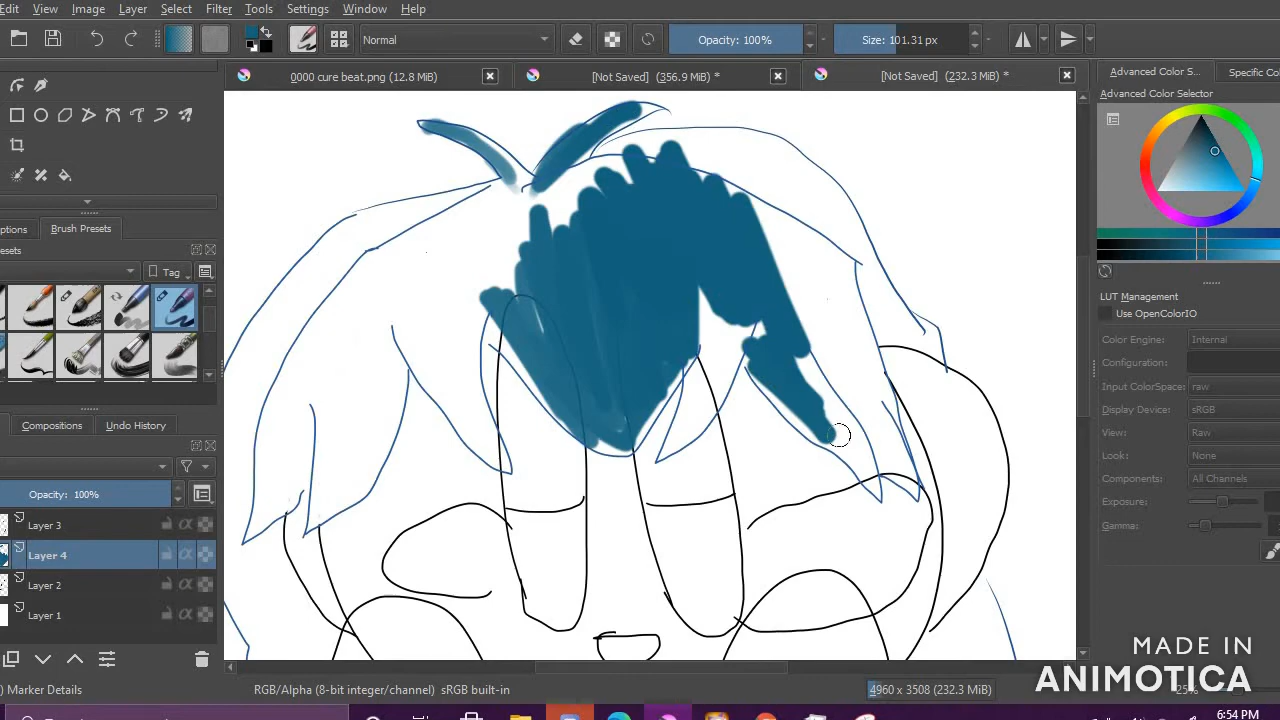 Edit View Image Layer Select Filter Tools Settings Window Help
Normal Opacity: 100% Size: 101.31 px
0000 cure beat.png (12.8 MiB) [Not Saved] (356.9 MiB) * [Not Saved] (232.3 MiB) *
Advanced Color S... Specific Co
Advanced Color Selector
ptions Brush Presets
esets
Tag
LUT Management
Use OpenColorIO
Color Engine: Internal
Configuration:
Input ColorSpace: raw
Display Device: sRGB
View: Raw
Look: None
Components: All Channels
Exposure:
Gamma:
Compositions Undo History
Opacity: 100%
Layer 3
Layer 4
Layer 2
Layer 1
) Marker Details RGB/Alpha (8-bit integer/channel) sRGB built-in 4960 x 3508 (232.3 MiB) 25%
MADE IN
ANIMOTICA
6:54 PM